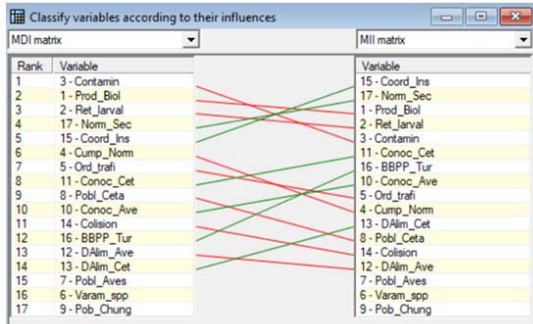 Classify variables according to their influences
MDI matrix MII matrix
Rank Variable Variable
1 3 - Contamin 15 - Coord_Ins
2 1 - Prod_Biol 17 - Norm_Sec
3 2 - Ret_larval 1 - Prod_Biol
4 17 - Norm_Sec 2 - Ret_larval
5 15 - Coord_Ins 3 - Contamin
6 4 - Cump_Norm 11 - Conoc_Cet
7 5 - Ord_trafi 16 - BBPP_Tur
8 11 - Conoc_Cet 10 - Conoc_Ave
9 8 - Pobl_Ceta 5 - Ord_trafi
10 10 - Conoc_Ave 4 - Cump_Norm
11 14 - Colision 13 - DAlim_Cet
12 16 - BBPP_Tur 8 - Pobl_Ceta
13 12 - DAlim_Ave 14 - Colision
14 13 - DAlim_Cet 12 - DAlim_Ave
15 7 - Pobl_Aves 7 - Pobl_Aves
16 6 - Varam_spp 6 - Varam_spp
17 9 - Pob_Chung 9 - Pob_Chung